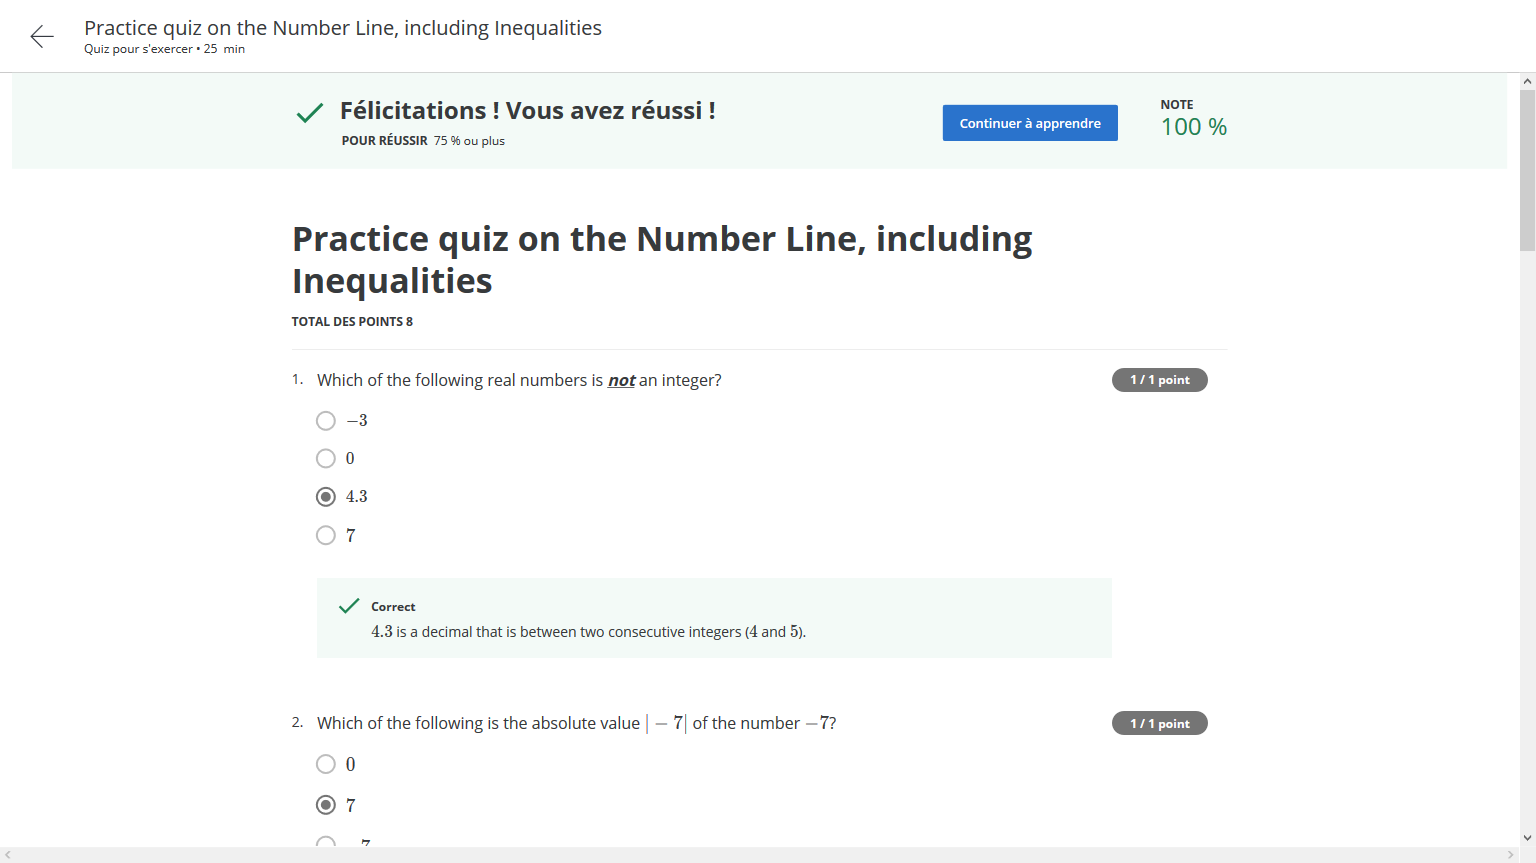 Practice quiz on the Number Line, including Inequalities
Quiz pour s'exercer • 25 min
Félicitations ! Vous avez réussi !
POUR RÉUSSIR 75 % ou plus
Continuer à apprendre
NOTE
100 %
Practice quiz on the Number Line, including
Inequalities
TOTAL DES POINTS 8
1. Which of the following real numbers is not an integer?
1 / 1 point
−3
0
4.3
7
Correct
4.3 is a decimal that is between two consecutive integers (4 and 5).
2. Which of the following is the absolute value | − 7| of the number −7?
1 / 1 point
0
7